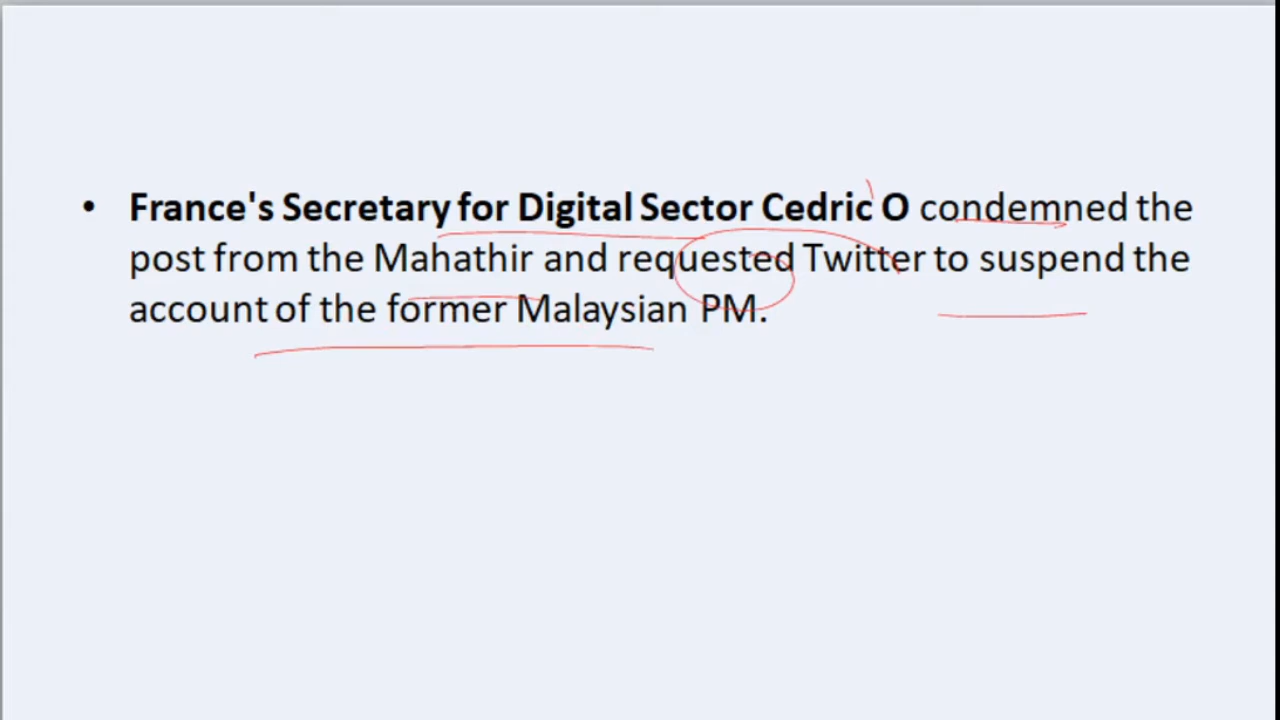 • France's Secretary for Digital Sector Cedric O condemned the
post from the Mahathir and requested Twitter to suspend the
account of the former Malaysian PM.